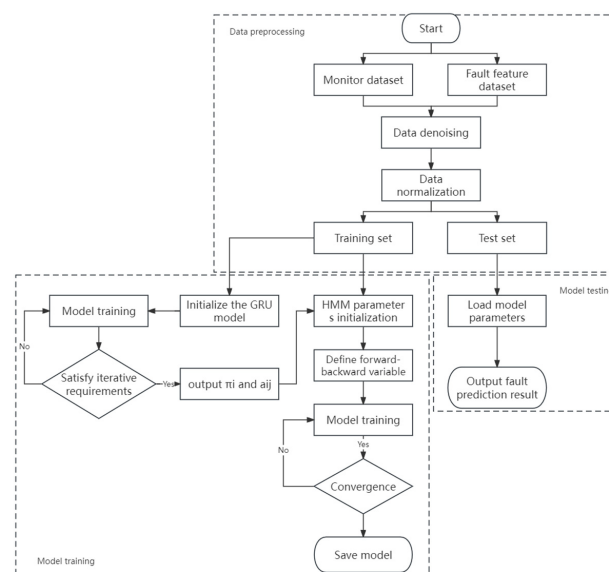 Data preprocessing
Start
Monitor dataset
Fault feature
dataset
Data denoising
Data
normalization
Training set
Test set
Model testing
Model training
Initialize the GRU
model
HMM parameter
s initialization
Load model
parameters
No
Satisfy iterative
requirements
Yes
output πi and aij
Define forward-
backward variable
Output fault
prediction result
Model training
Yes
No
Convergence
Save model
Model training